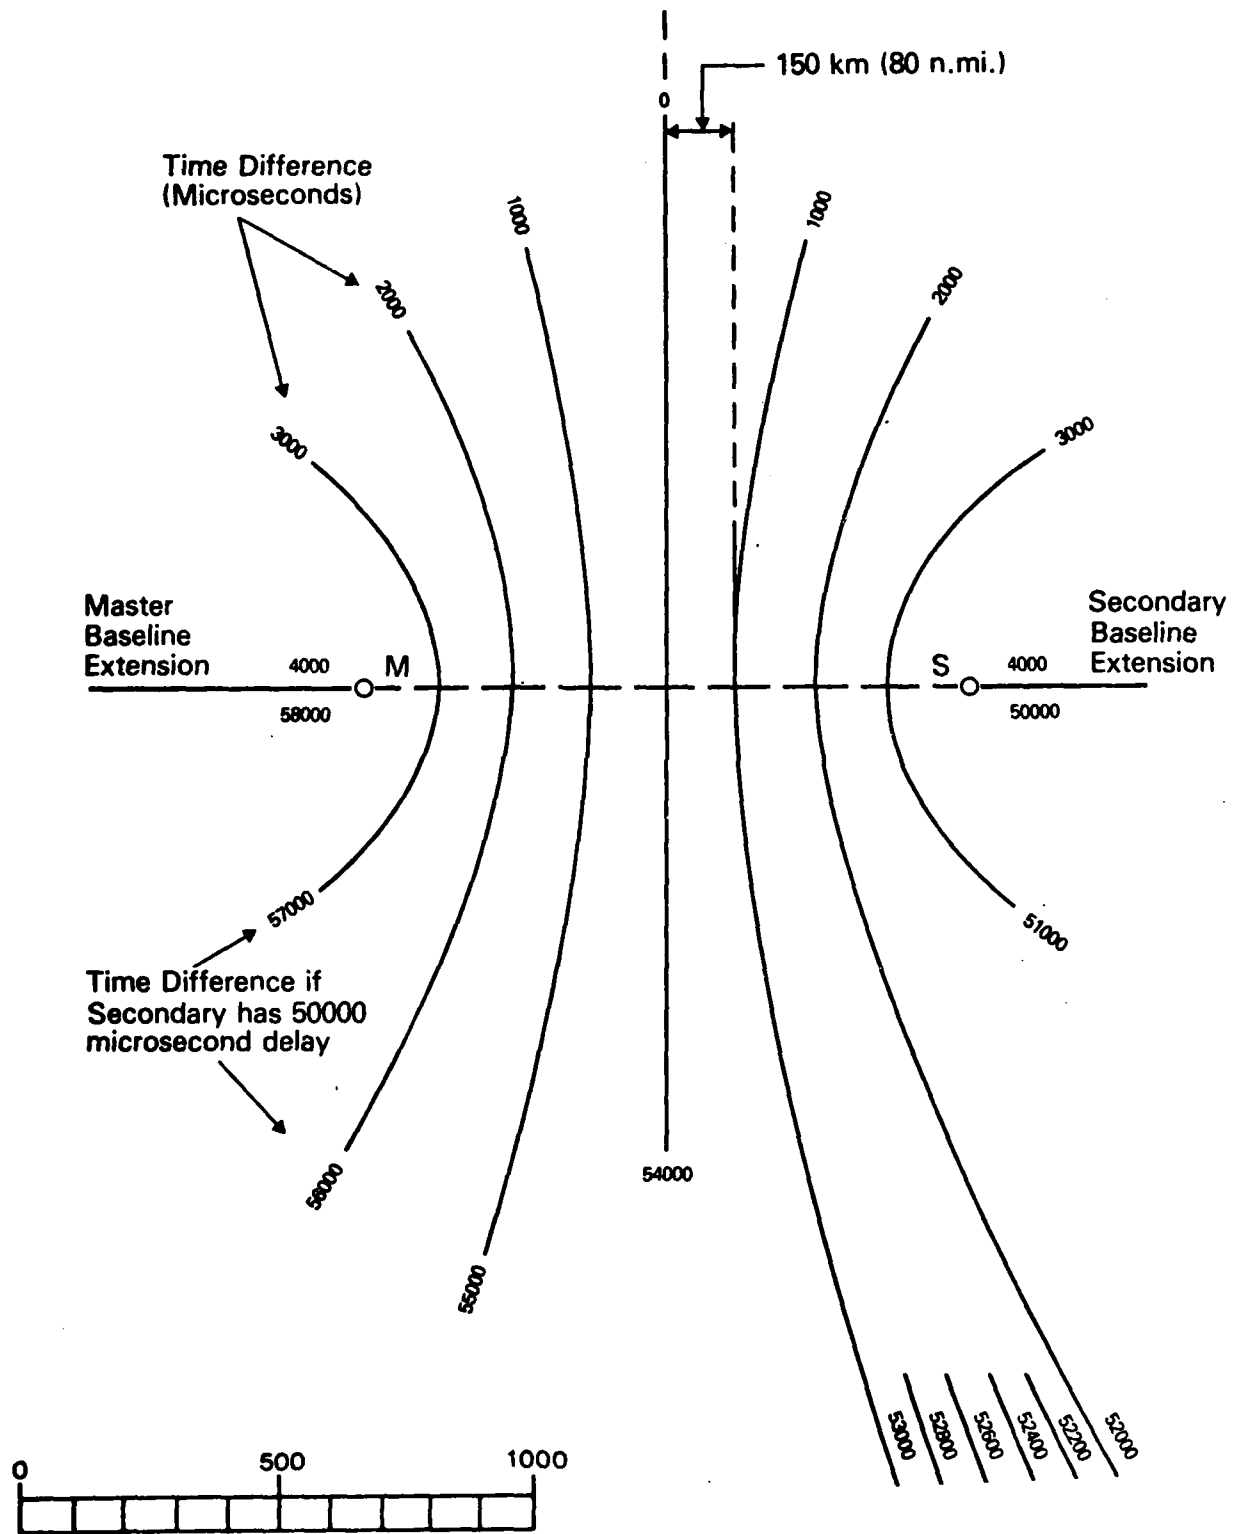 150 km (80 n.mi.)
0
Time Difference
(Microseconds)
1000
1000
2000
2000
3000
3000
Master
Baseline
Extension
4000
M
58000
Secondary
Baseline
Extension
S
4000
50000
57000
51000
Time Difference if
Secondary has 50000
microsecond delay
56000
54000
55000
53000
52800
52600
52400
52200
52000
0
500
1000